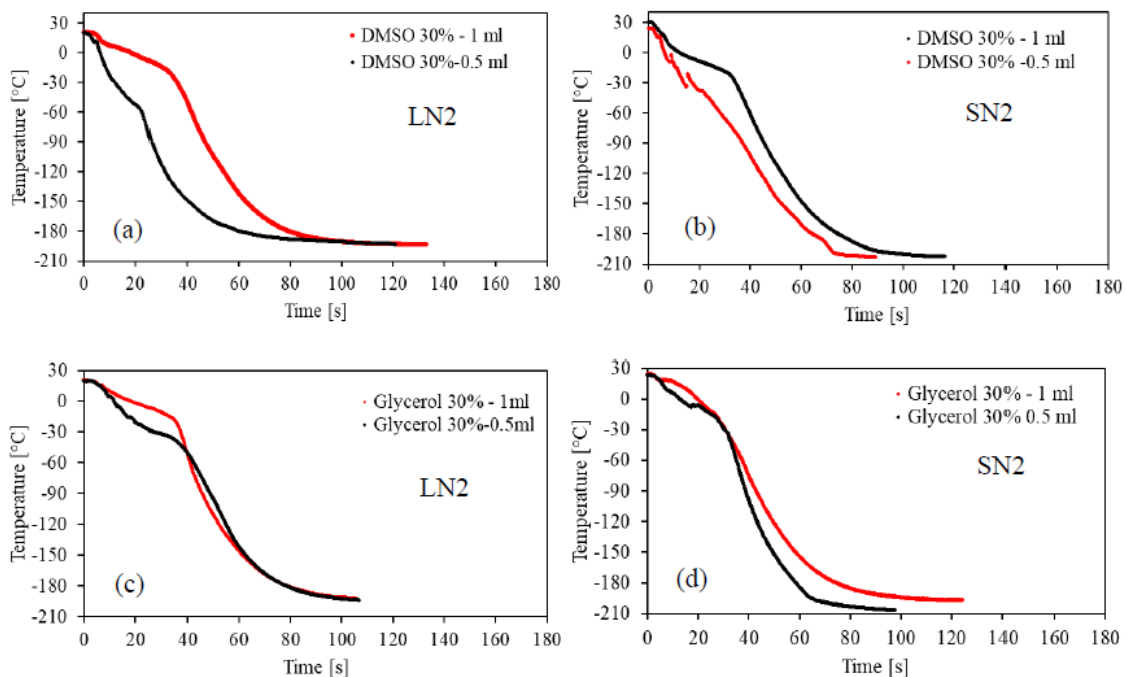 30
0
-30
-60
-90
-120
-150
-180
-210
Temperature [°C]
DMSO 30% - 1 ml
DMSO 30%-0.5 ml
LN2
(a)
0 20 40 60 80 100 120 140 160 180
Time [s]
30
0
-30
-60
-90
-120
-150
-180
-210
Temperature [°C]
DMSO 30% - 1 ml
DMSO 30% -0.5 ml
SN2
(b)
0 20 40 60 80 100 120 140 160 180
Time [s]
30
0
-30
-60
-90
-120
-150
-180
-210
Temperature [°C]
Glycerol 30% - 1ml
Glycerol 30%-0.5ml
LN2
(c)
0 20 40 60 80 100 120 140 160 180
Time [s]
30
0
-30
-60
-90
-120
-150
-180
-210
Temperature [°C]
Glycerol 30% - 1 ml
Glycerol 30% 0.5 ml
SN2
(d)
0 20 40 60 80 100 120 140 160 180
Time [s]